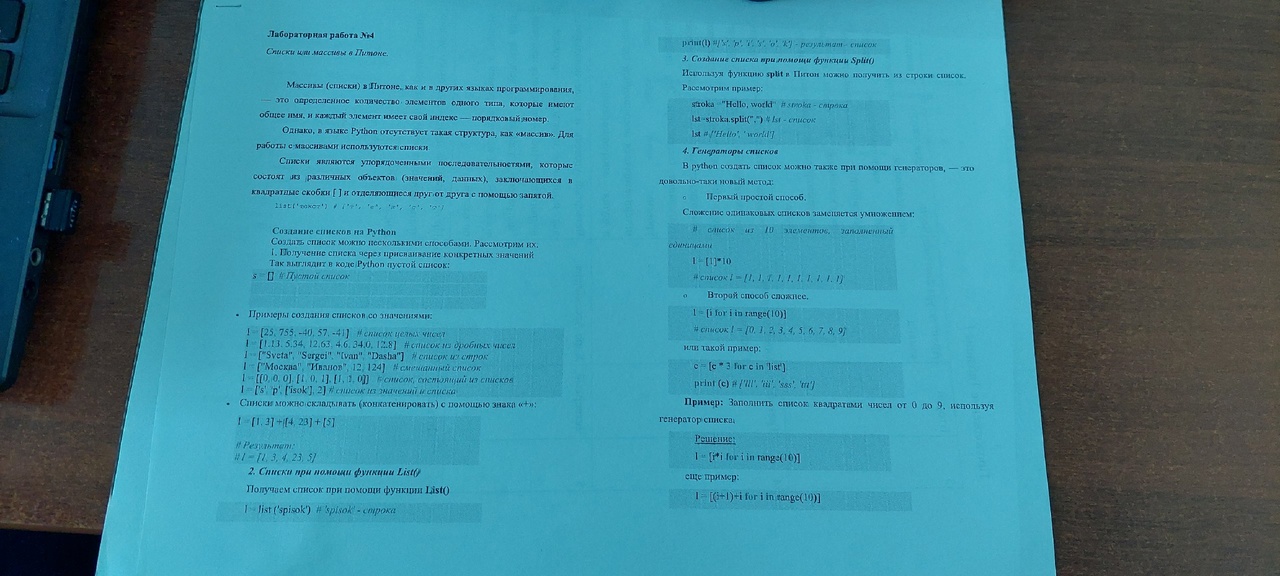 Лабораторная работа №4
Списки или массивы в Питоне.
Массивы (списки) в Питоне, как и в других языках программирования,
— это определенное количество элементов одного типа, которые имеют
общее имя, и каждый элемент имеет свой индекс — порядковый номер.
Однако, в языке Python отсутствует такая структура, как «массив». Для
работы с массивами используются списки
Списки являются упорядоченными последовательностями, которые
состоят из различных объектов (значений, данных), заключающихся в
квадратные скобки [ ] и отделяющиеся друг от друга с помощью запятой.
Создание списков на Python
Создать список можно несколькими способами. Рассмотрим их.
1. Получение списка через присваивание конкретных значений
Так выглядит в коде Python пустой список:
s = [] # Пустой список
• Примеры создания списков со значениями:
l = [25, 755, -40, 57, -41] # список целых чисел
l = [1.13, 5.34, 12.63, 4.6, 34.0, 12.8] # список из дробных чисел
l = ["Sveta", "Sergei", "Ivan", "Dasha"] # список из строк
l = ["Москва", "Иванов", 12, 124] # смешанный список
l = [[0, 0, 0], [1, 0, 1], [1, 1, 0]] # список, состоящий из списков
l = ['s', 'p', ['isok'], 2] # список из значений и списка
• Списки можно складывать (конкатенировать) с помощью знака «+»:
l = [1, 3] + [4, 23] + [5]
# Результат:
# l = [1, 3, 4, 23, 5]
2. Списки при помощи функции List()
Получаем список при помощи функции List()
l = list ('spisok') # 'spisok' - строка
print(l) # ['s', 'p', 'i', 's', 'o', 'k'] - результат - список
3. Создание списка при помощи функции Split()
Используя функцию split в Питон можно получить из строки список.
Рассмотрим пример:
stroka ="Hello, world" # stroka - строка
lst=stroka.split(",") # lst - список
lst # ['Hello', ' world']
4. Генераторы списков
В python создать список можно также при помощи генераторов, — это
довольно-таки новый метод:
Первый простой способ.
Сложение одинаковых списков заменяется умножением:
# список из 10 элементов, заполненный
единицами
l = [1]*10
# список l = [1, 1, 1, 1, 1, 1, 1, 1, 1, 1]
Второй способ сложнее.
l = [i for i in range(10)]
# список l = [0, 1, 2, 3, 4, 5, 6, 7, 8, 9]
или такой пример:
c = [c * 3 for c in 'list']
print (c) # ['lll', 'iii', 'sss', 'ttt']
Пример: Заполнить список квадратами чисел от 0 до 9, используя
генератор списка.
Решение:
l = [i*i for i in range(10)]
еще пример:
l = [(i+1)+i for i in range(10)]